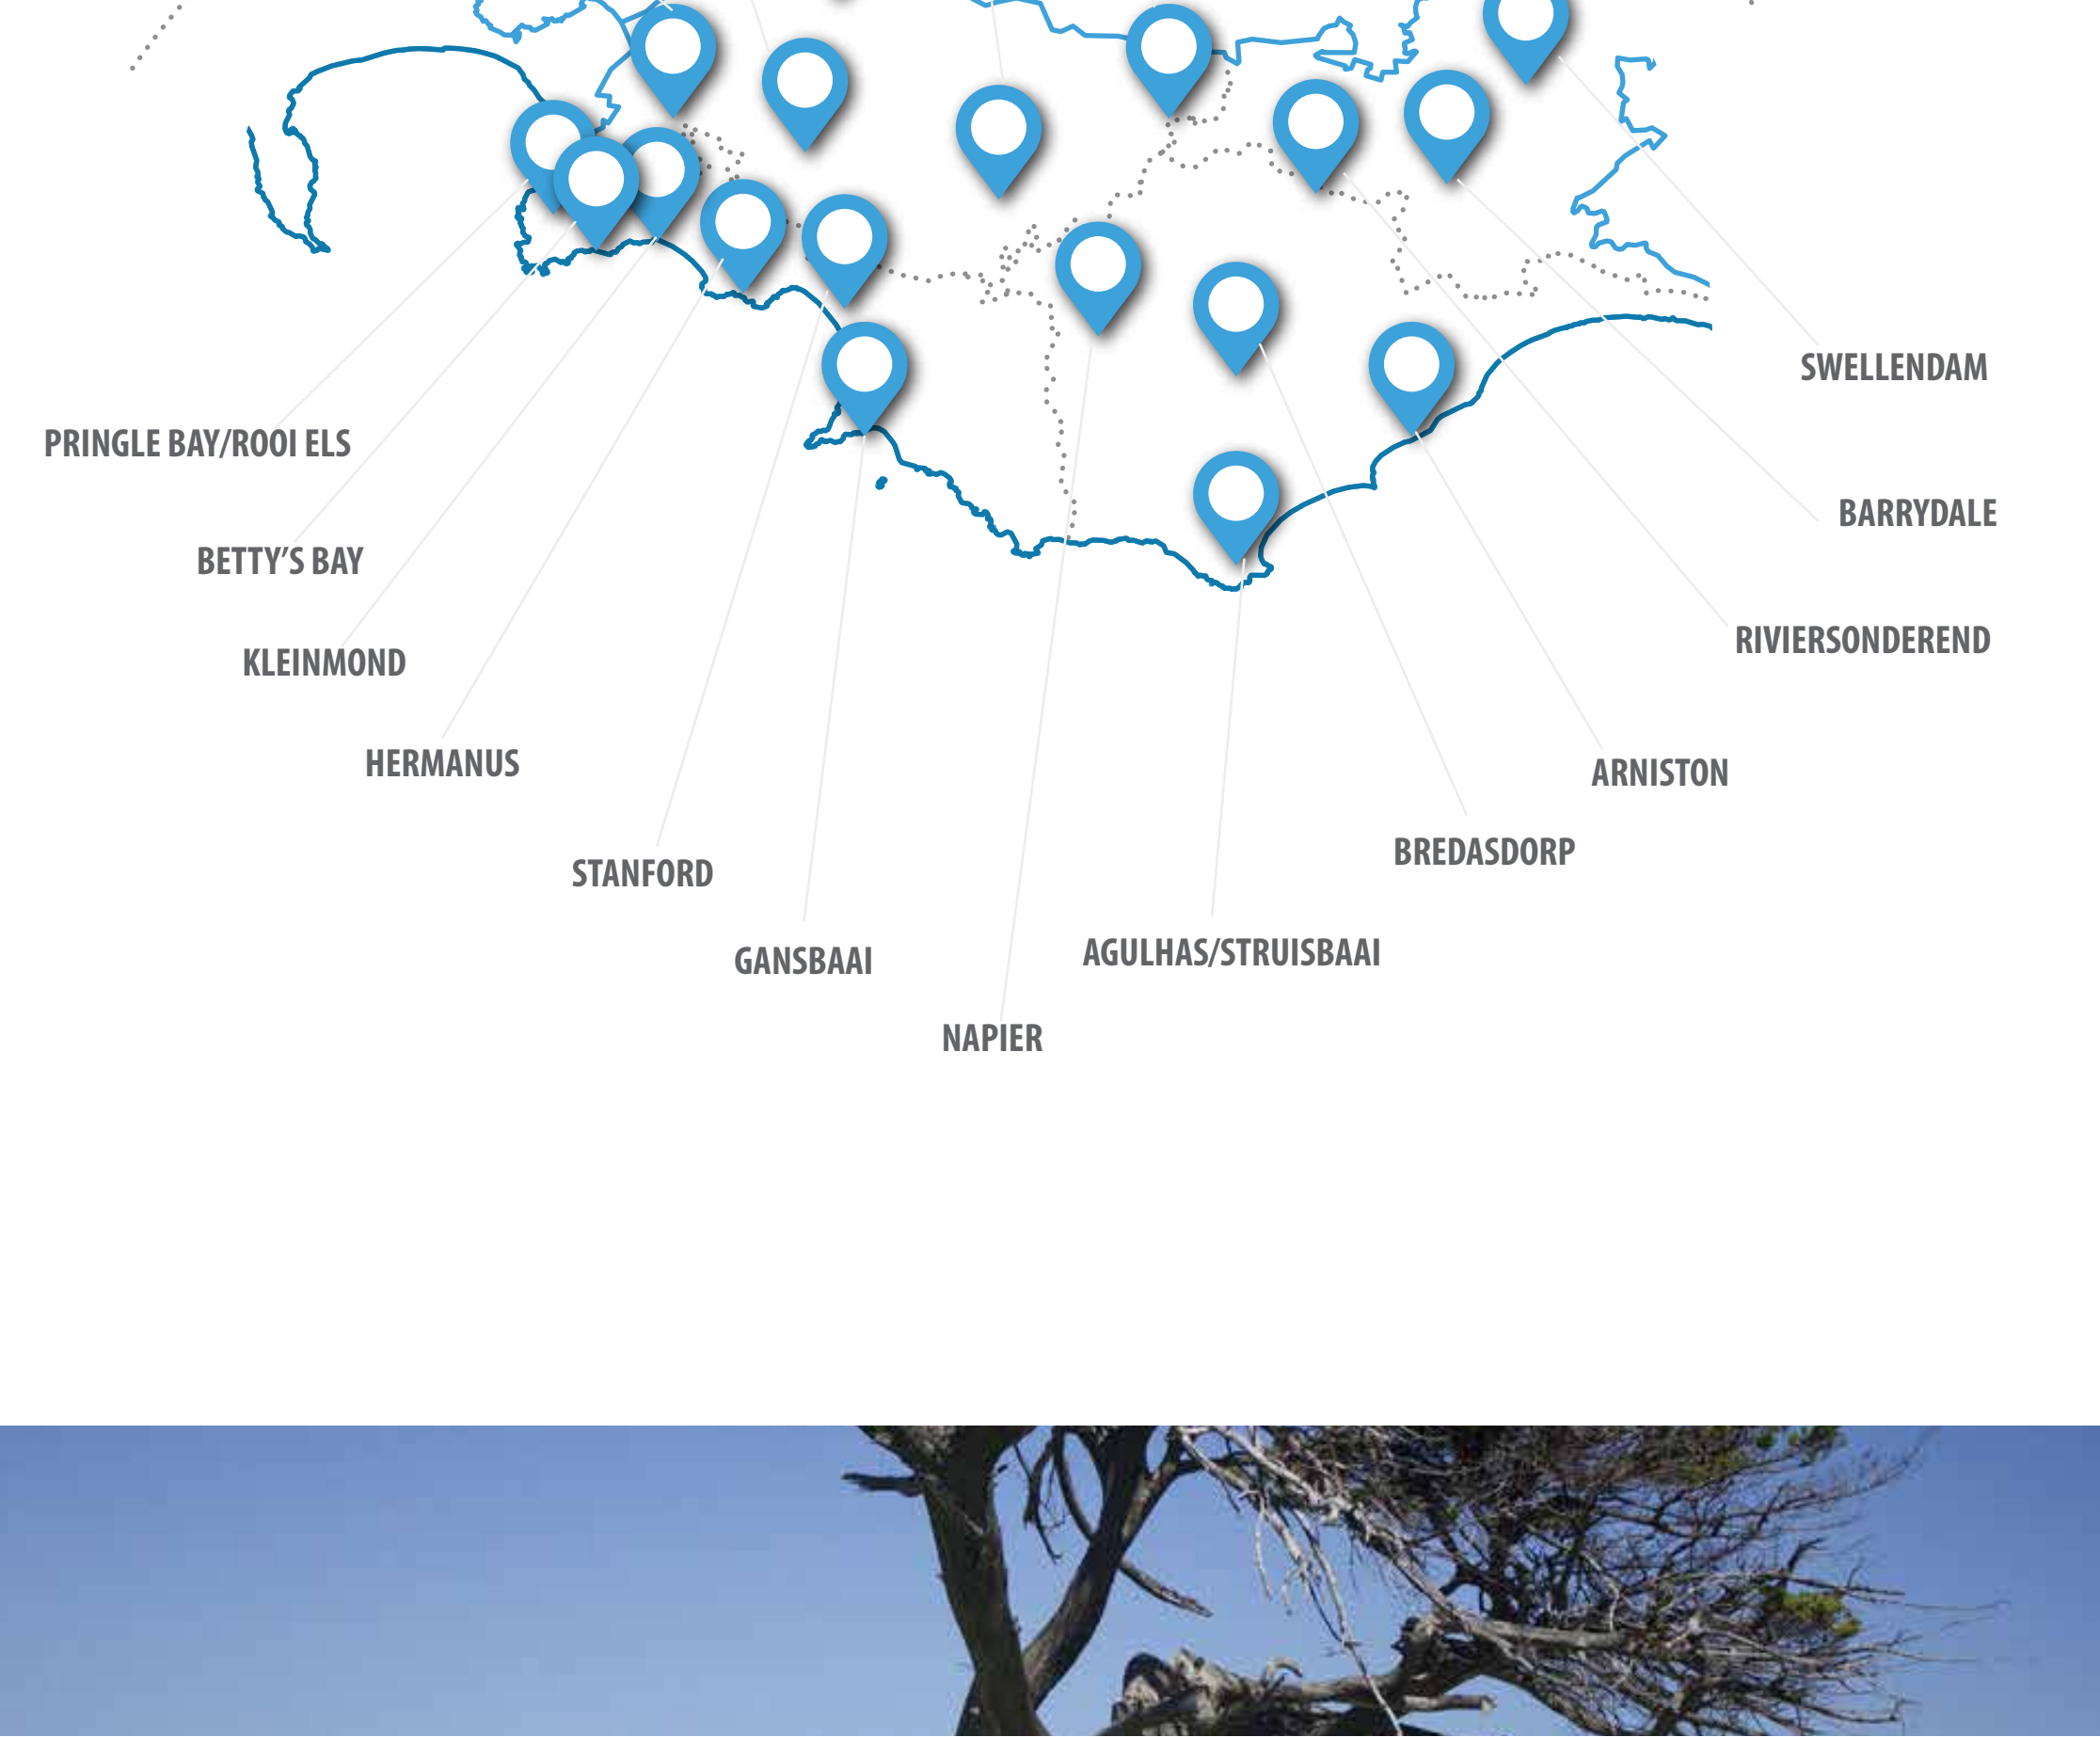 SWELLENDAM
PRINGLE BAY/ROOI ELS
BARRYDALE
BETTY'S BAY
RIVIERSONDEREND
KLEINMOND
HERMANUS
ARNISTON
BREDASDORP
STANFORD
AGULHAS/STRUISBAAI
GANSBAAI
NAPIER